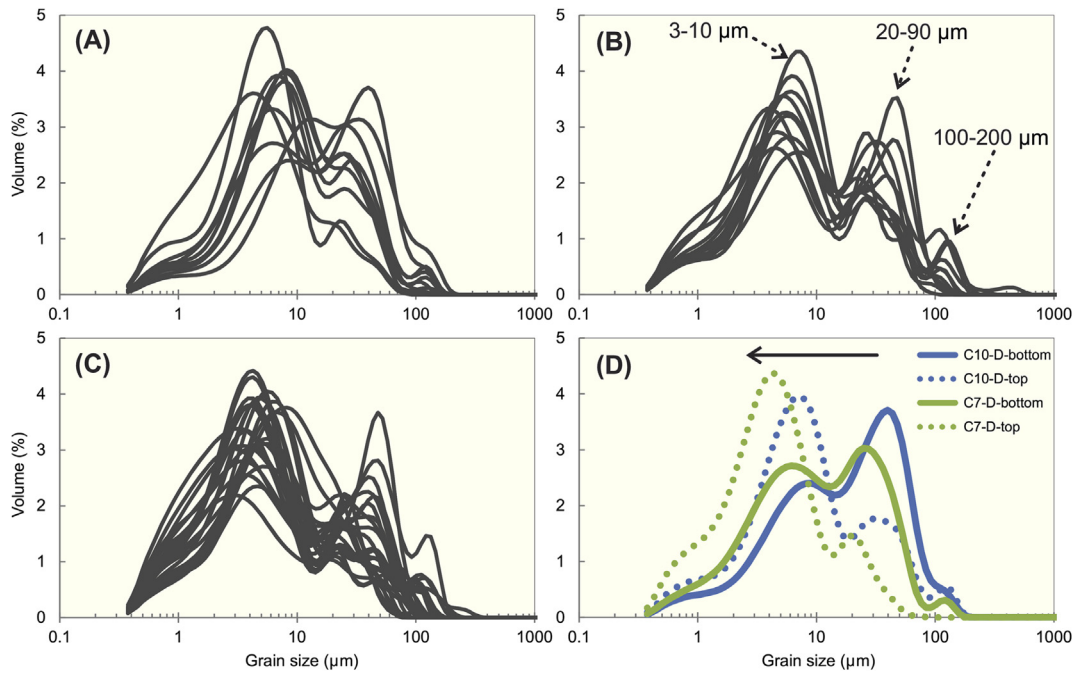 (A)
5
4
3
2
1
0
Volume (%)
0.1 1 10 100 1000
(B)
3-10 µm
20-90 µm
100-200 µm
5
4
3
2
1
0
0.1 1 10 100 1000
(C)
5
4
3
2
1
0
Volume (%)
0.1 1 10 100 1000
Grain size (µm)
(D)
C10-D-bottom
C10-D-top
C7-D-bottom
C7-D-top
5
4
3
2
1
0
0.1 1 10 100 1000
Grain size (µm)